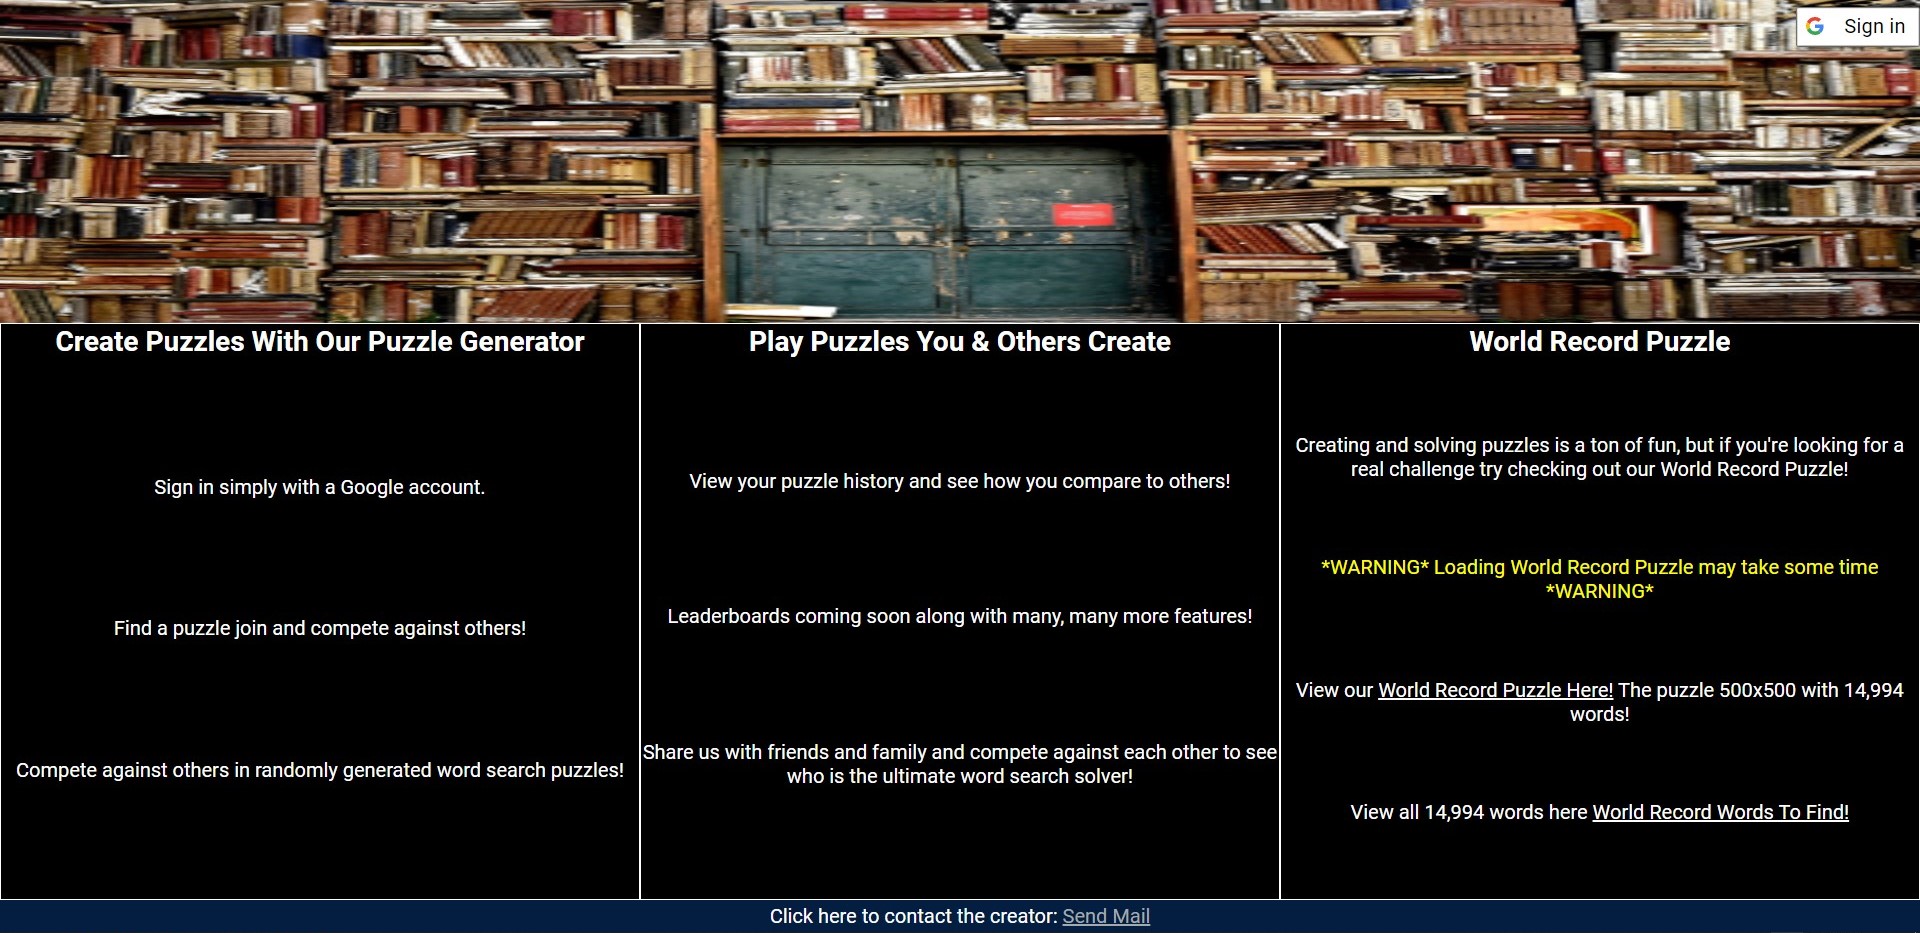 Sign in
Create Puzzles With Our Puzzle Generator
Sign in simply with a Google account.
Find a puzzle join and compete against others!
Compete against others in randomly generated word search puzzles!
Play Puzzles You & Others Create
View your puzzle history and see how you compare to others!
Leaderboards coming soon along with many, many more features!
Share us with friends and family and compete against each other to see
who is the ultimate word search solver!
World Record Puzzle
Creating and solving puzzles is a ton of fun, but if you're looking for a
real challenge try checking out our World Record Puzzle!
*WARNING* Loading World Record Puzzle may take some time
*WARNING*
View our World Record Puzzle Here! The puzzle 500x500 with 14,994
words!
View all 14,994 words here World Record Words To Find!
Click here to contact the creator: Send Mail